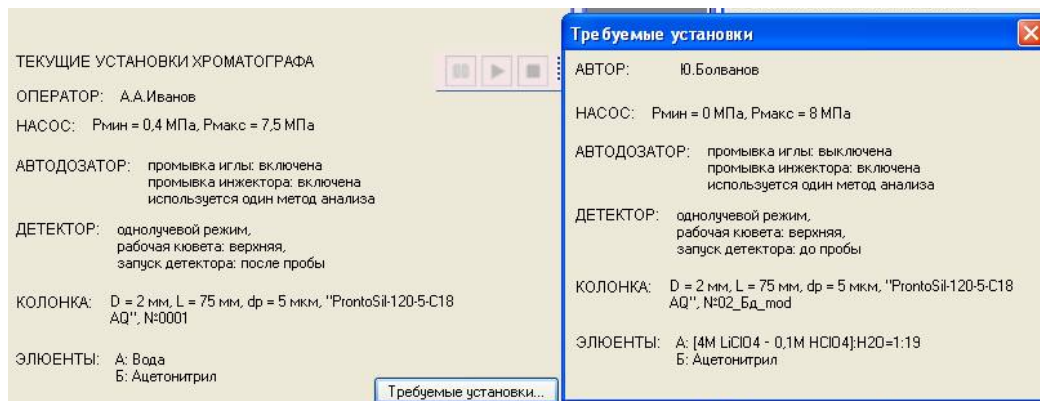 ТЕКУЩИЕ УСТАНОВКИ ХРОМАТОГРАФА
ОПЕРАТОР: А.А.Иванов
НАСОС: Pмин = 0,4 МПа, Pмакс = 7,5 МПа
АВТОДОЗАТОР: промывка иглы: включена
промывка инжектора: включена
используется один метод анализа
ДЕТЕКТОР: однолучевой режим,
рабочая кювета: верхняя,
запуск детектора: после пробы
КОЛОНКА: D = 2 мм, L = 75 мм, dp = 5 мкм, "ProntoSil-120-5-C18
AQ", №0001
ЭЛЮЕНТЫ: А: Вода
Б: Ацетонитрил
Требуемые установки...
Требуемые установки
АВТОР: Ю.Болванов
НАСОС: Pмин = 0 МПа, Pмакс = 8 МПа
АВТОДОЗАТОР: промывка иглы: выключена
промывка инжектора: включена
используется один метод анализа
ДЕТЕКТОР: однолучевой режим,
рабочая кювета: верхняя,
запуск детектора: до пробы
КОЛОНКА: D = 2 мм, L = 75 мм, dp = 5 мкм, "ProntoSil-120-5-C18
AQ", №02_Бд_mod
ЭЛЮЕНТЫ: А: [4M LiClO4 - 0,1M HClO4]:H2O=1:19
Б: Ацетонитрил